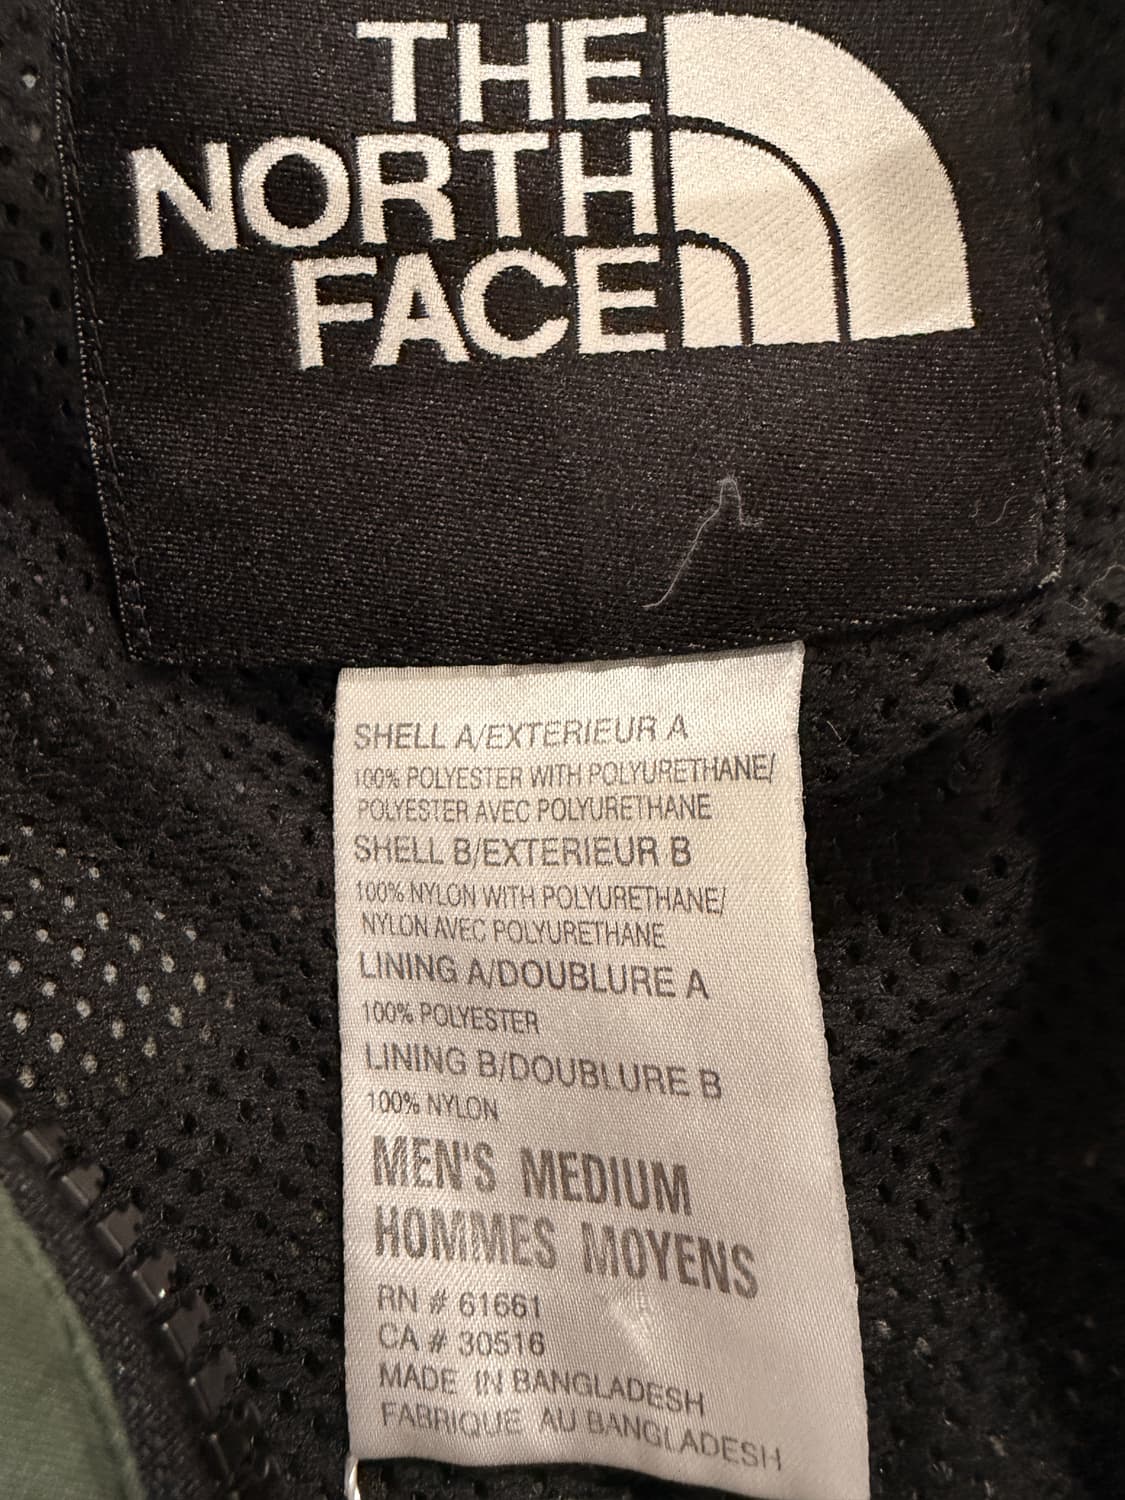 THE
NORTH
FACE
SHELL A/EXTERIEUR A
100% POLYESTER WITH POLYURETHANE/
POLYESTER AVEC POLYURETHANE
SHELL B/EXTERIEUR B
100% NYLON WITH POLYURETHANE/
NYLON AVEC POLYURETHANE
LINING A/DOUBLURE A
100% POLYESTER
LINING B/DOUBLURE B
100% NYLON
MEN'S MEDIUM
HOMMES MOYENS
RN # 61661
CA # 30516
MADE IN BANGLADESH
FABRIQUE AU BANGLADESH